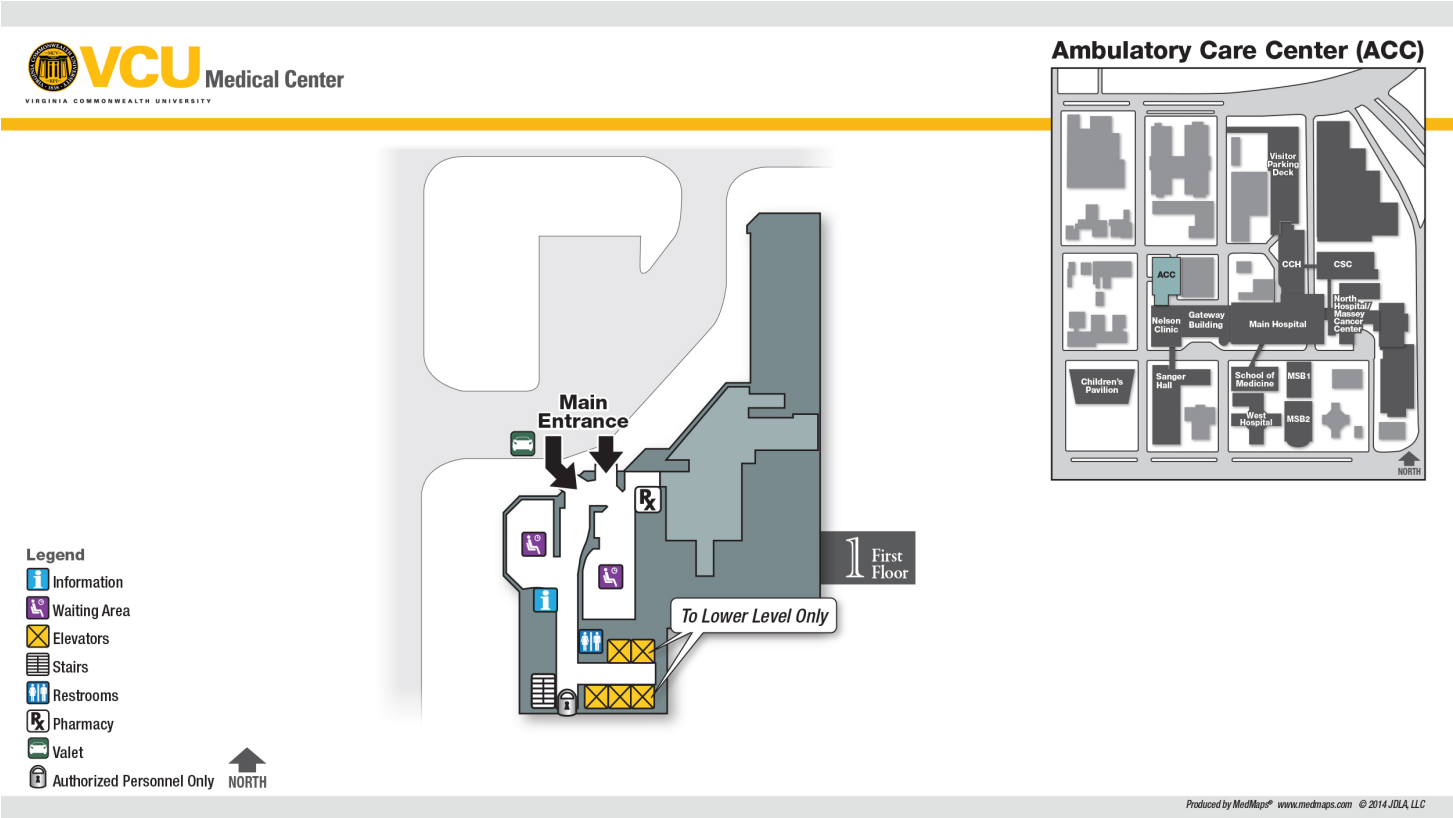 VCU Medical Center
VIRGINIA COMMONWEALTH UNIVERSITY
Ambulatory Care Center (ACC)
Visitor
Parking
Deck
CCH
CSC
ACC
North
Hospital/
Massey
Cancer
Center
Nelson
Clinic
Gateway
Building
Main Hospital
Children's
Pavilion
Sanger
Hall
School of
Medicine
MSB1
West
Hospital
MSB2
NORTH
Main
Entrance
Rx
1 First
Floor
To Lower Level Only
Legend
Information
Waiting Area
Elevators
Stairs
Restrooms
Rx Pharmacy
Valet
Authorized Personnel Only
NORTH
Produced by MedMaps® www.medmaps.com © 2014 JDLA, LLC